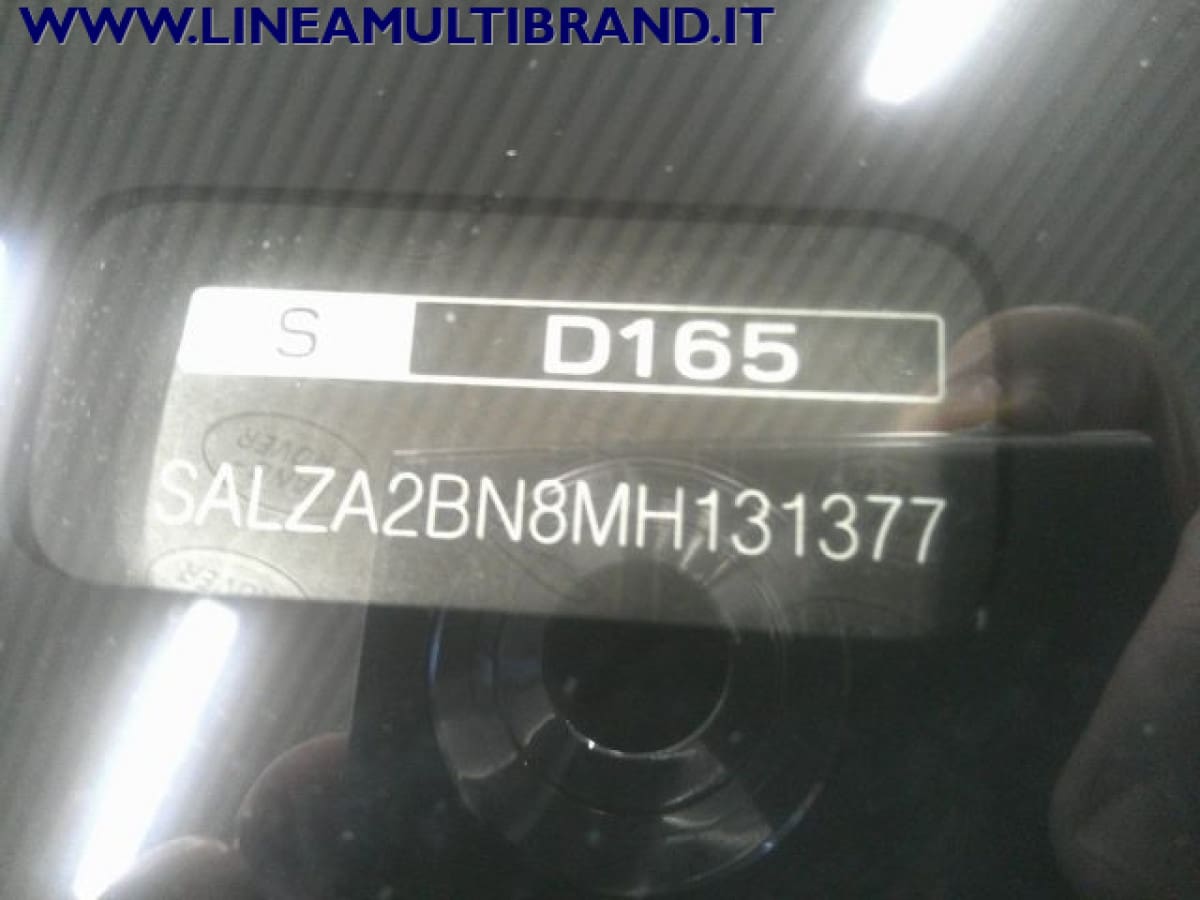 WWW.LINEAMULTIBRAND.IT
S D165
SALZA2BN8MH131377